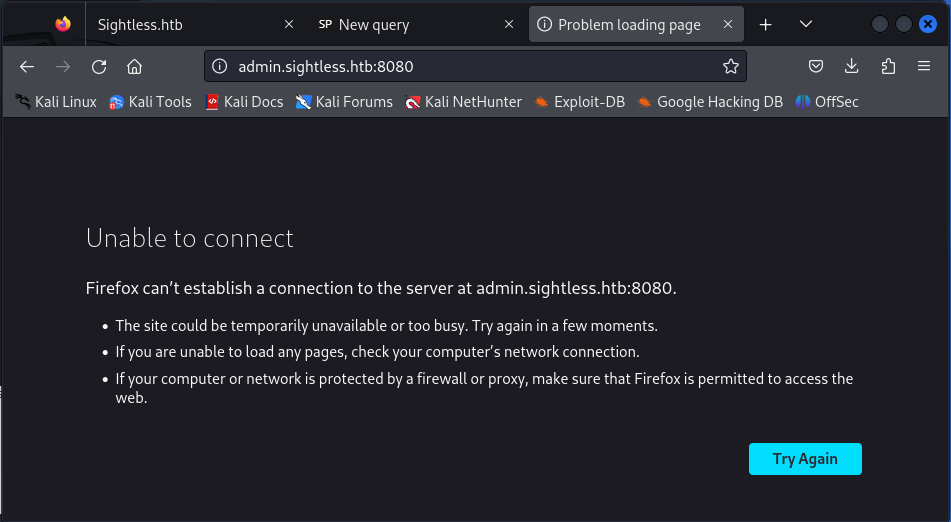 Sightless.htb
SP New query
Problem loading page
admin.sightless.htb:8080
Kali Linux Kali Tools Kali Docs Kali Forums Kali NetHunter Exploit-DB Google Hacking DB OffSec
Unable to connect
Firefox can’t establish a connection to the server at admin.sightless.htb:8080.
• The site could be temporarily unavailable or too busy. Try again in a few moments.
• If you are unable to load any pages, check your computer’s network connection.
• If your computer or network is protected by a firewall or proxy, make sure that Firefox is permitted to access the
web.
Try Again